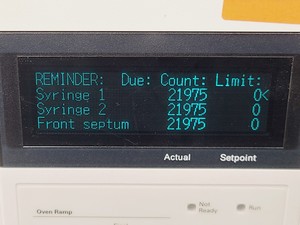 REMINDER: Due: Count: Limit:
Syringe 1 21975 0<
Syringe 2 21975 0
Front septum 21975 0
Actual Setpoint
Not Ready Run
Oven Ramp